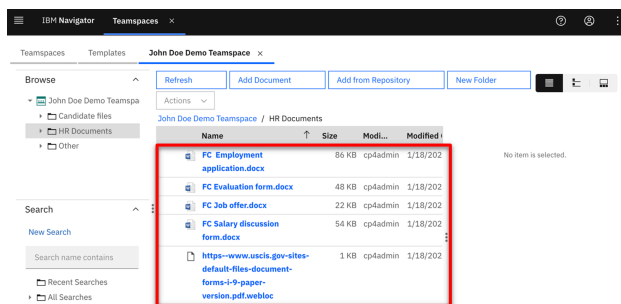 IBM Navigator Teamspaces ×
Teamspaces Templates John Doe Demo Teamspace ×
Browse
Refresh Add Document Add from Repository New Folder
John Doe Demo Teamspa
Actions
Candidate files
John Doe Demo Teamspace / HR Documents
HR Documents
Name Size Modi... Modified
Other
FC Employment application.docx 86 KB cp4admin 1/18/202
No item is selected.
FC Evaluation form.docx 48 KB cp4admin 1/18/202
FC Job offer.docx 22 KB cp4admin 1/18/202
Search
FC Salary discussion form.docx 54 KB cp4admin 1/18/202
New Search
Search name contains
https--www.uscis.gov-sites-default-files-document-forms-i-9-paper-version.pdf.webloc 1 KB cp4admin 1/18/202
Recent Searches
All Searches